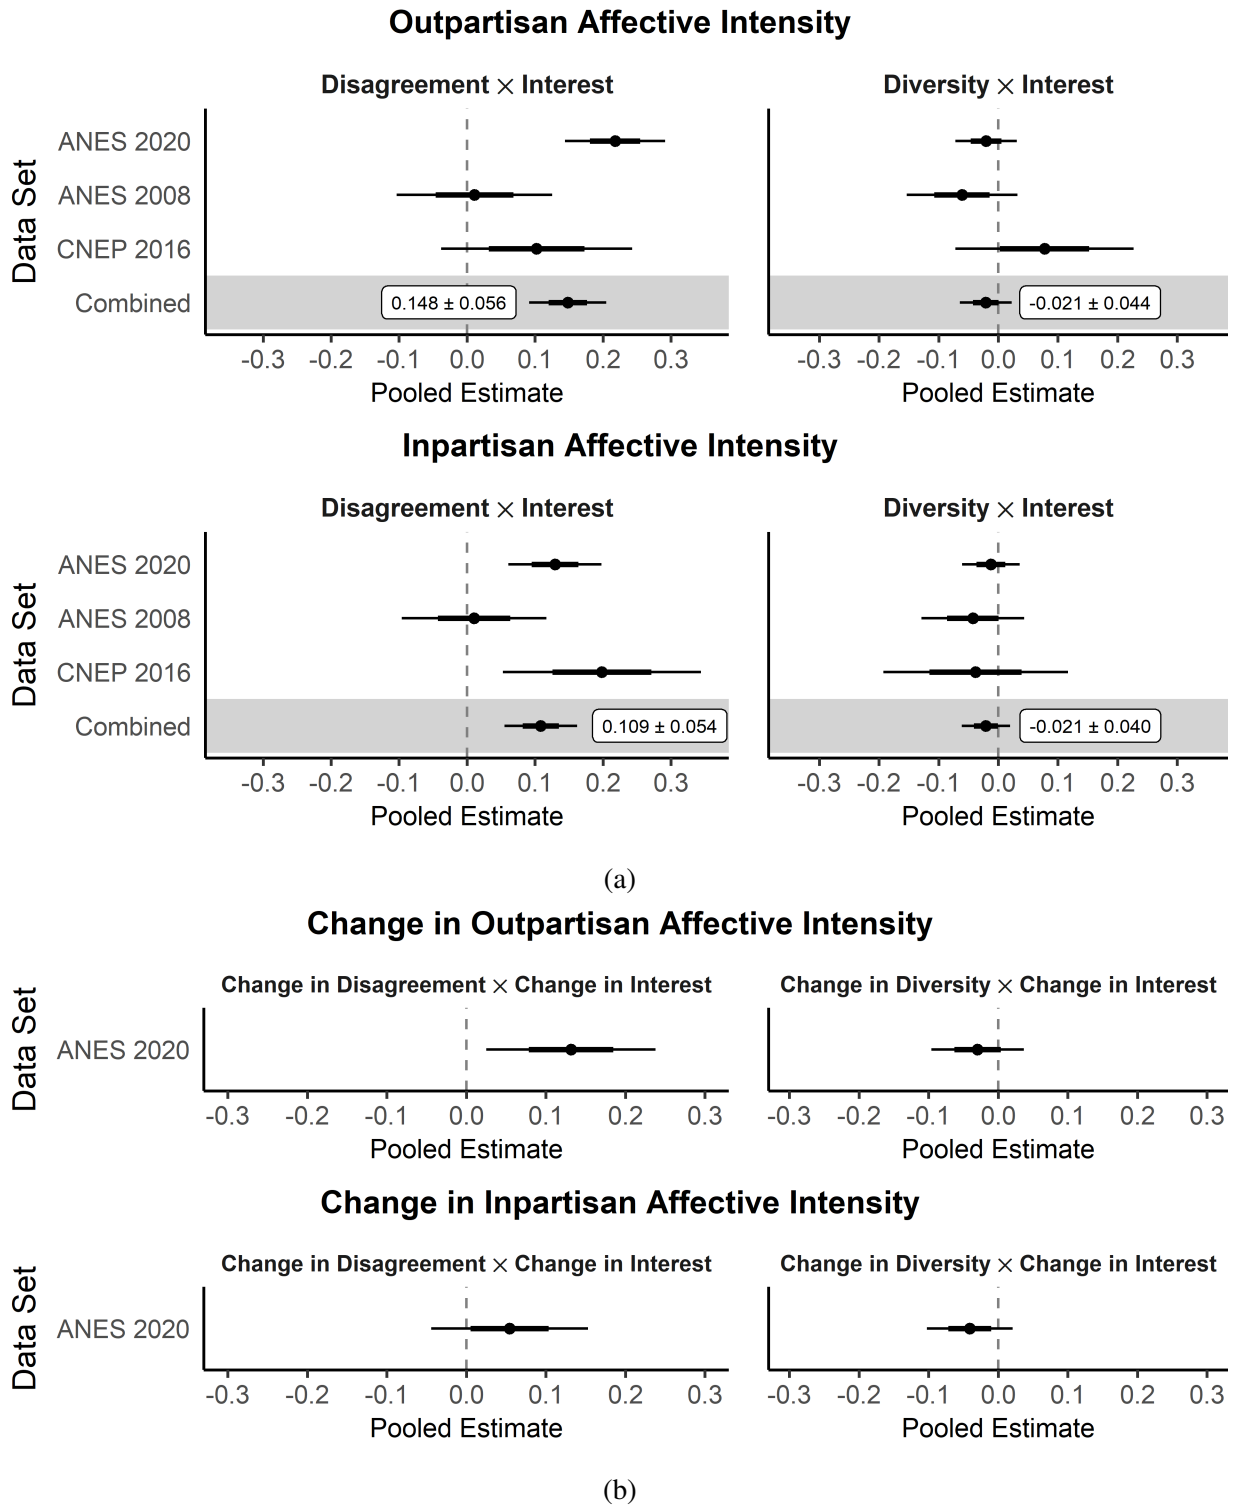 Outpartisan Affective Intensity
Disagreement × Interest
Diversity × Interest
Data Set
ANES 2020
ANES 2008
CNEP 2016
Combined
0.148 ± 0.056
-0.021 ± 0.044
-0.3 -0.2 -0.1 0.0 0.1 0.2 0.3
-0.3 -0.2 -0.1 0.0 0.1 0.2 0.3
Pooled Estimate
Pooled Estimate
Inpartisan Affective Intensity
Disagreement × Interest
Diversity × Interest
Data Set
ANES 2020
ANES 2008
CNEP 2016
Combined
0.109 ± 0.054
-0.021 ± 0.040
-0.3 -0.2 -0.1 0.0 0.1 0.2 0.3
-0.3 -0.2 -0.1 0.0 0.1 0.2 0.3
Pooled Estimate
Pooled Estimate
(a)
Change in Outpartisan Affective Intensity
Change in Disagreement × Change in Interest
Change in Diversity × Change in Interest
Data Set
ANES 2020
-0.3 -0.2 -0.1 0.0 0.1 0.2 0.3
-0.3 -0.2 -0.1 0.0 0.1 0.2 0.3
Pooled Estimate
Pooled Estimate
Change in Inpartisan Affective Intensity
Change in Disagreement × Change in Interest
Change in Diversity × Change in Interest
Data Set
ANES 2020
-0.3 -0.2 -0.1 0.0 0.1 0.2 0.3
-0.3 -0.2 -0.1 0.0 0.1 0.2 0.3
Pooled Estimate
Pooled Estimate
(b)